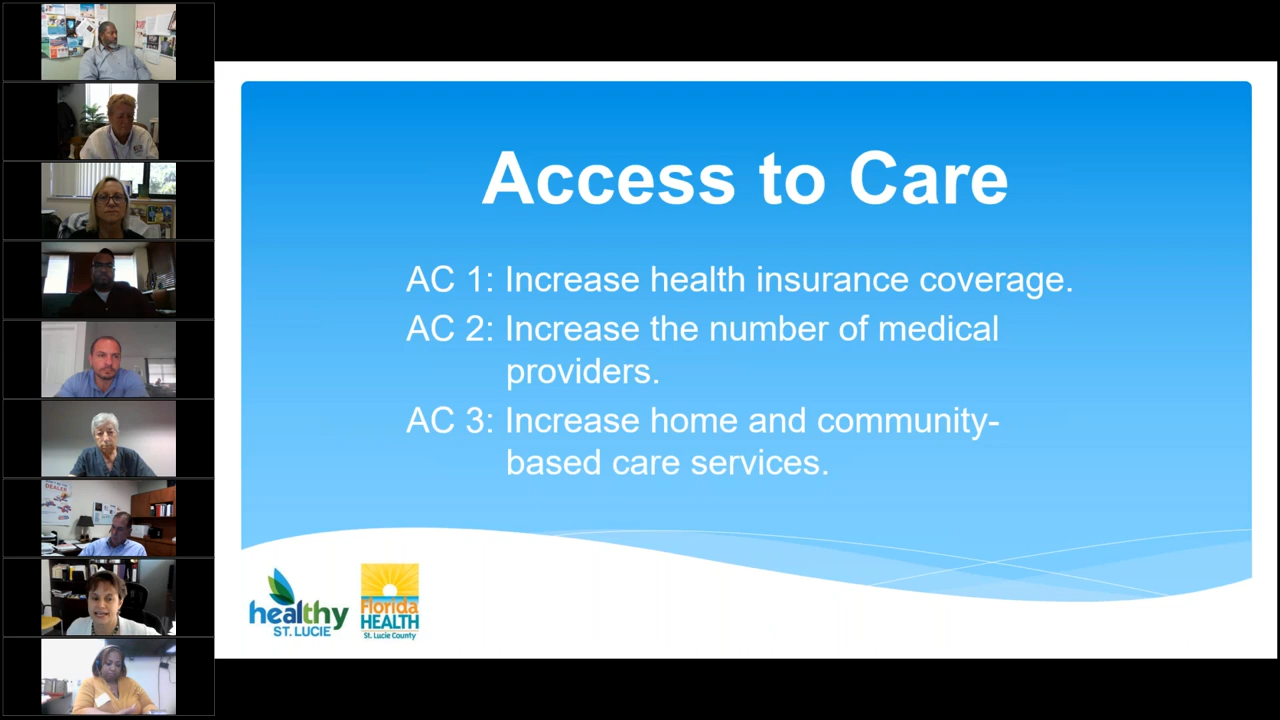 Access to Care
AC 1: Increase health insurance coverage.
AC 2: Increase the number of medical
providers.
AC 3: Increase home and community-
based care services.
healthy
ST. LUCIE
Florida
HEALTH
St. Lucie County
DEALER